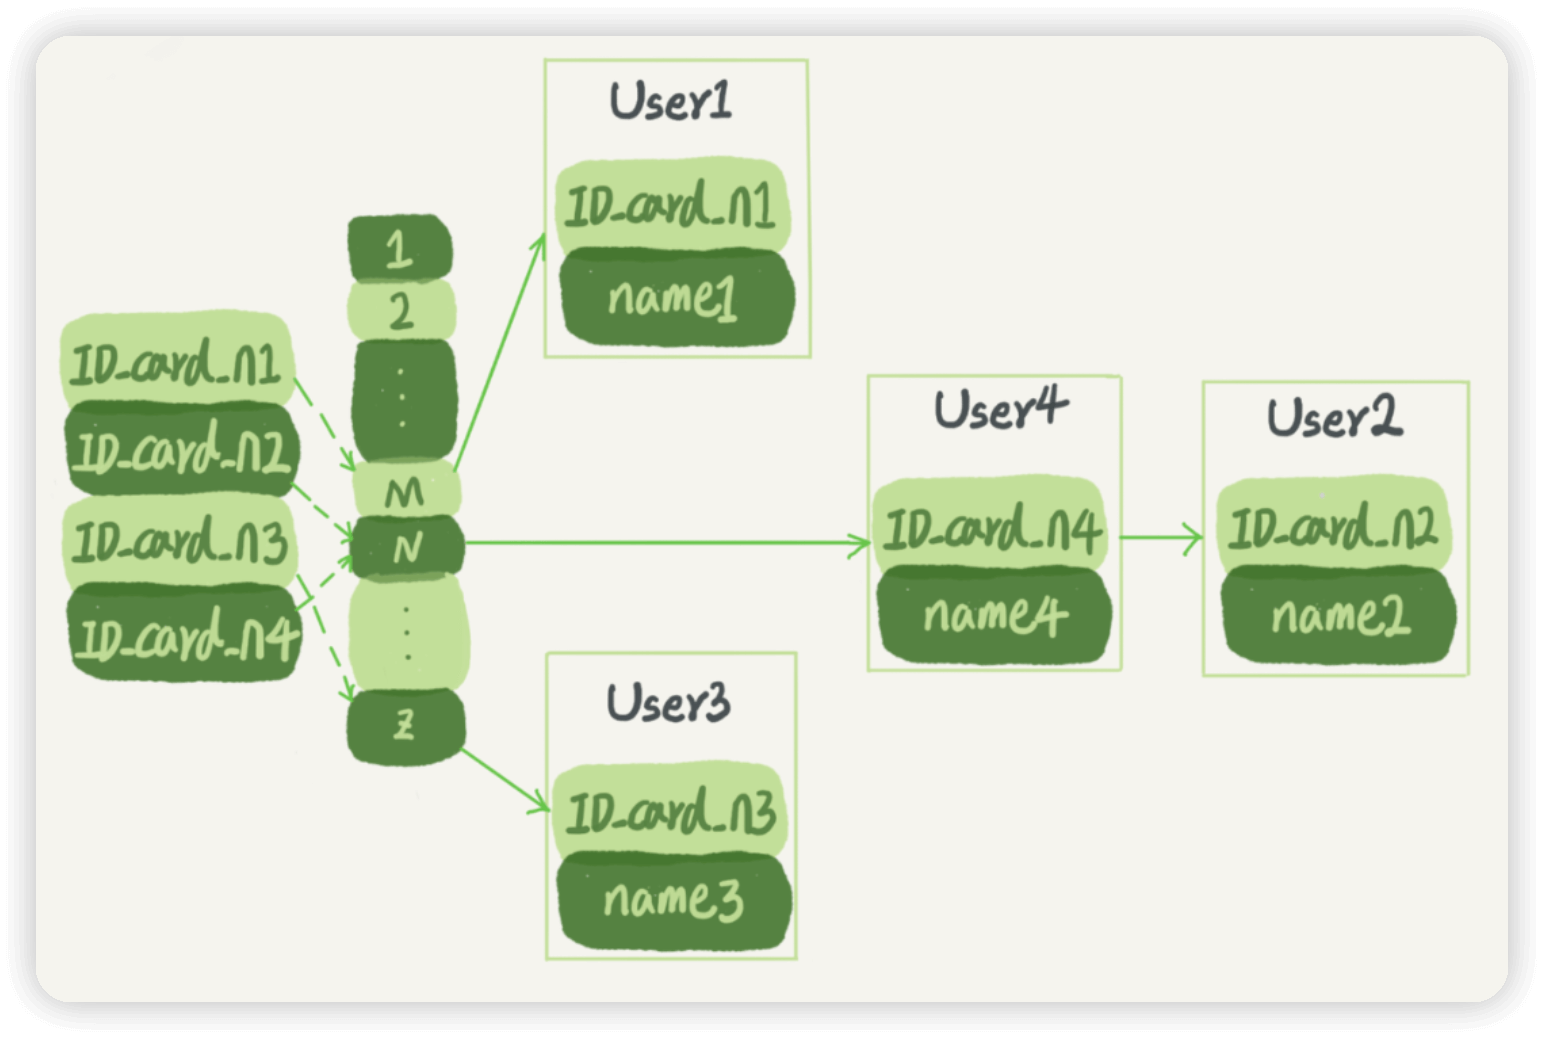 ID_card_n1
ID_card_n2
ID_card_n3
ID_card_n4
1
2
⋮
M
N
⋮
Z
User1
ID_card_n1
name1
User4
ID_card_n4
name4
User2
ID_card_n2
name2
User3
ID_card_n3
name3